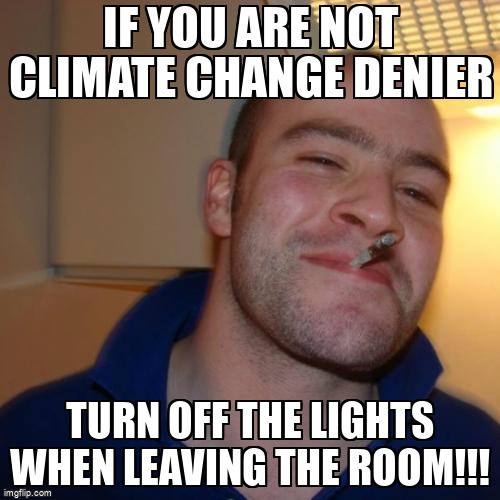 IF YOU ARE NOT
CLIMATE CHANGE DENIER
TURN OFF THE LIGHTS
WHEN LEAVING THE ROOM!!!
imgflip.com